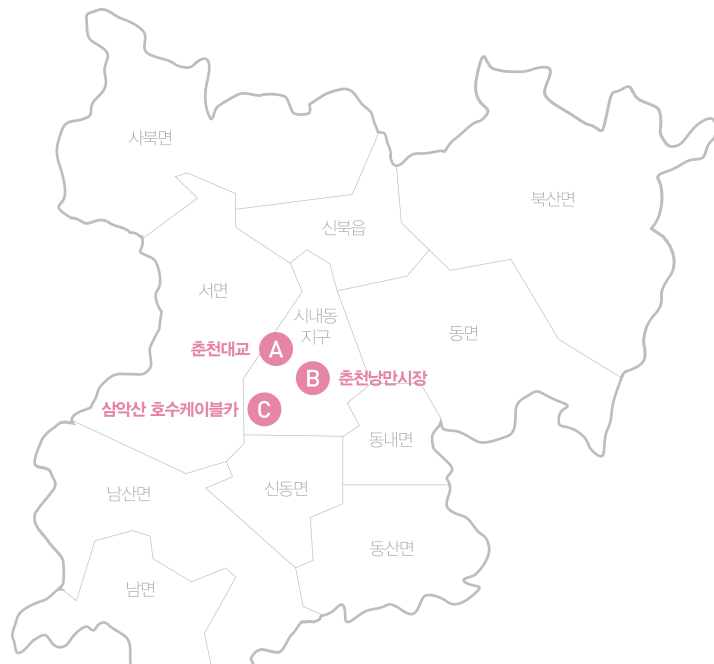 사북면
북산면
신북읍
서면
시내동
지구
동면
춘천대교
A
B
춘천낭만시장
삼악산 호수케이블카
C
동내면
남산면
신동면
동산면
남면